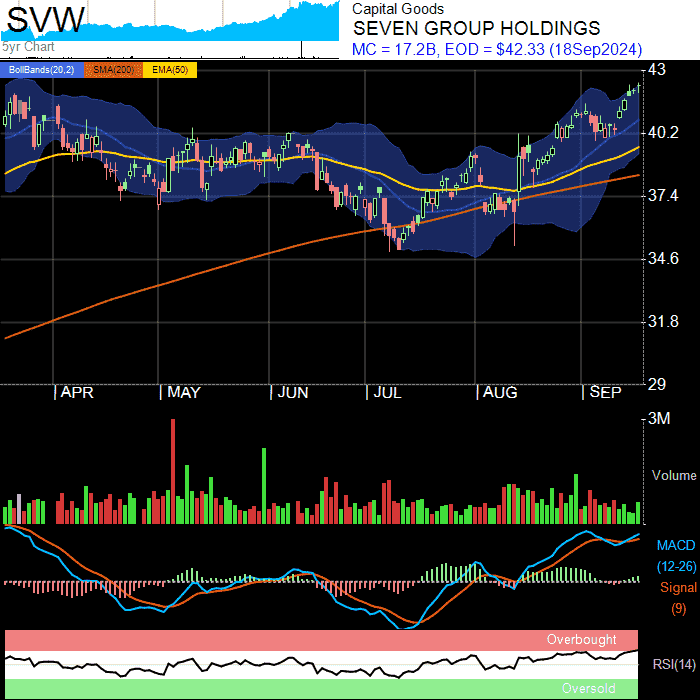 SVW
5yr Chart
Capital Goods
SEVEN GROUP HOLDINGS
MC = 17.2B, EOD = $42.33 (18Sep2024)
BollBands(20,2) SMA(200) EMA(50)
43
40.2
37.4
34.6
31.8
29
| APR | MAY | JUN | JUL | AUG | SEP
3M
Volume
MACD
(12-26)
Signal
(9)
Overbought
RSI(14)
Oversold